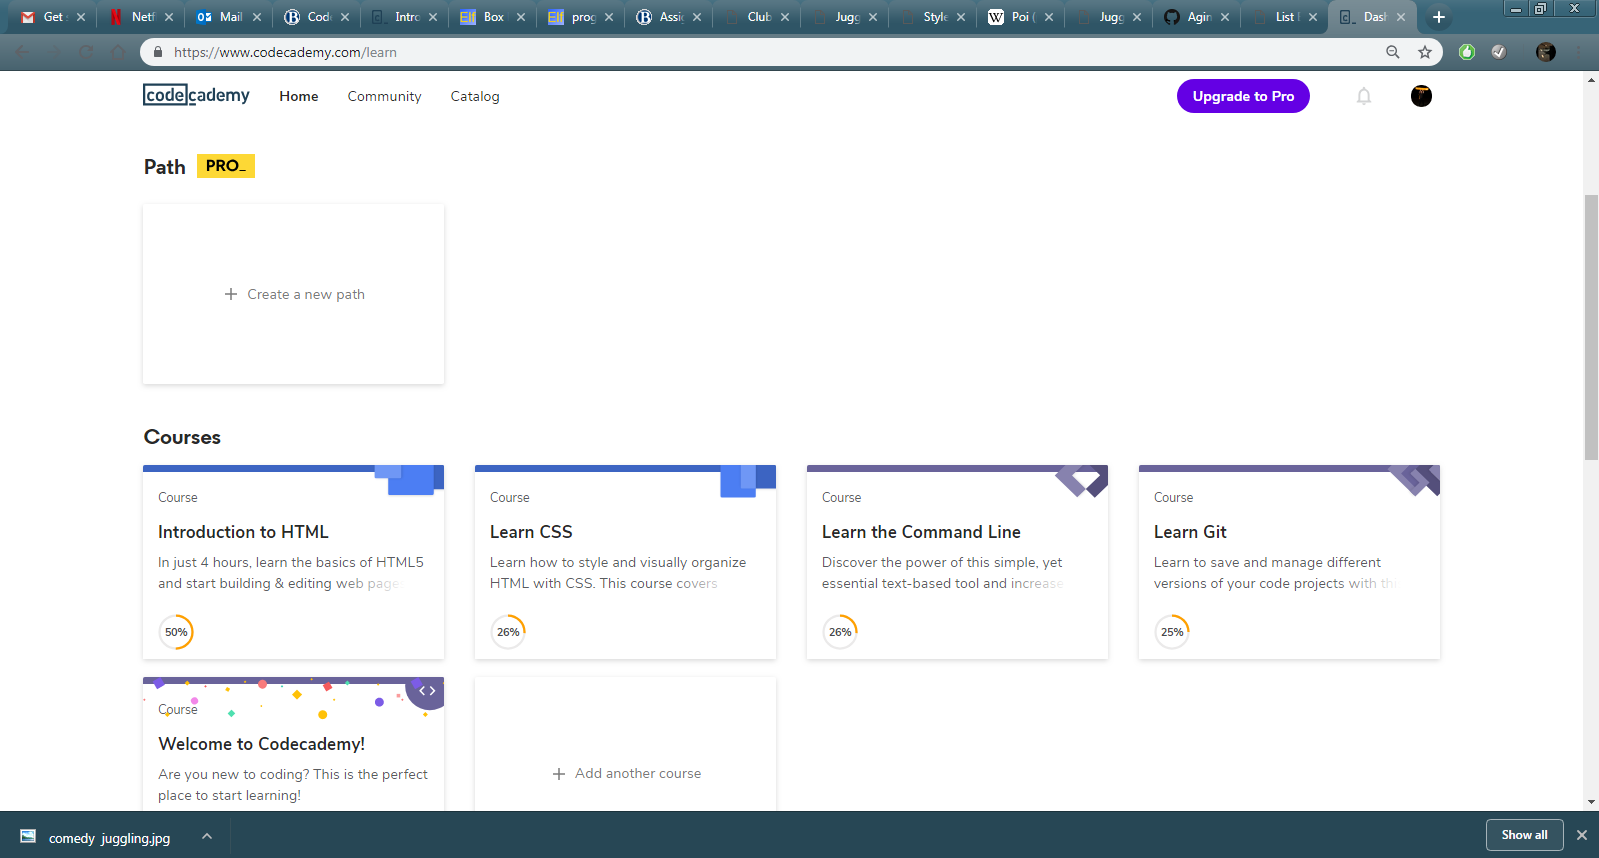 Get
Netf
Mail
Code
Intro
Box
prog
Assig
Club
Jugg
Style
Poi (
Jugg
Agin
List
Dash
https://www.codecademy.com/learn
codecademy
Home
Community
Catalog
Upgrade to Pro
Path PRO_
+ Create a new path
Courses
Course
Introduction to HTML
In just 4 hours, learn the basics of HTML5
and start building & editing web page
50%
Course
Learn CSS
Learn how to style and visually organize
HTML with CSS. This course covers
26%
Course
Learn the Command Line
Discover the power of this simple, yet
essential text-based tool and increase
26%
Course
Learn Git
Learn to save and manage different
versions of your code projects with
25%
Course
Welcome to Codecademy!
Are you new to coding? This is the perfect
place to start learning!
+ Add another course
comedy juggling.jpg
Show all